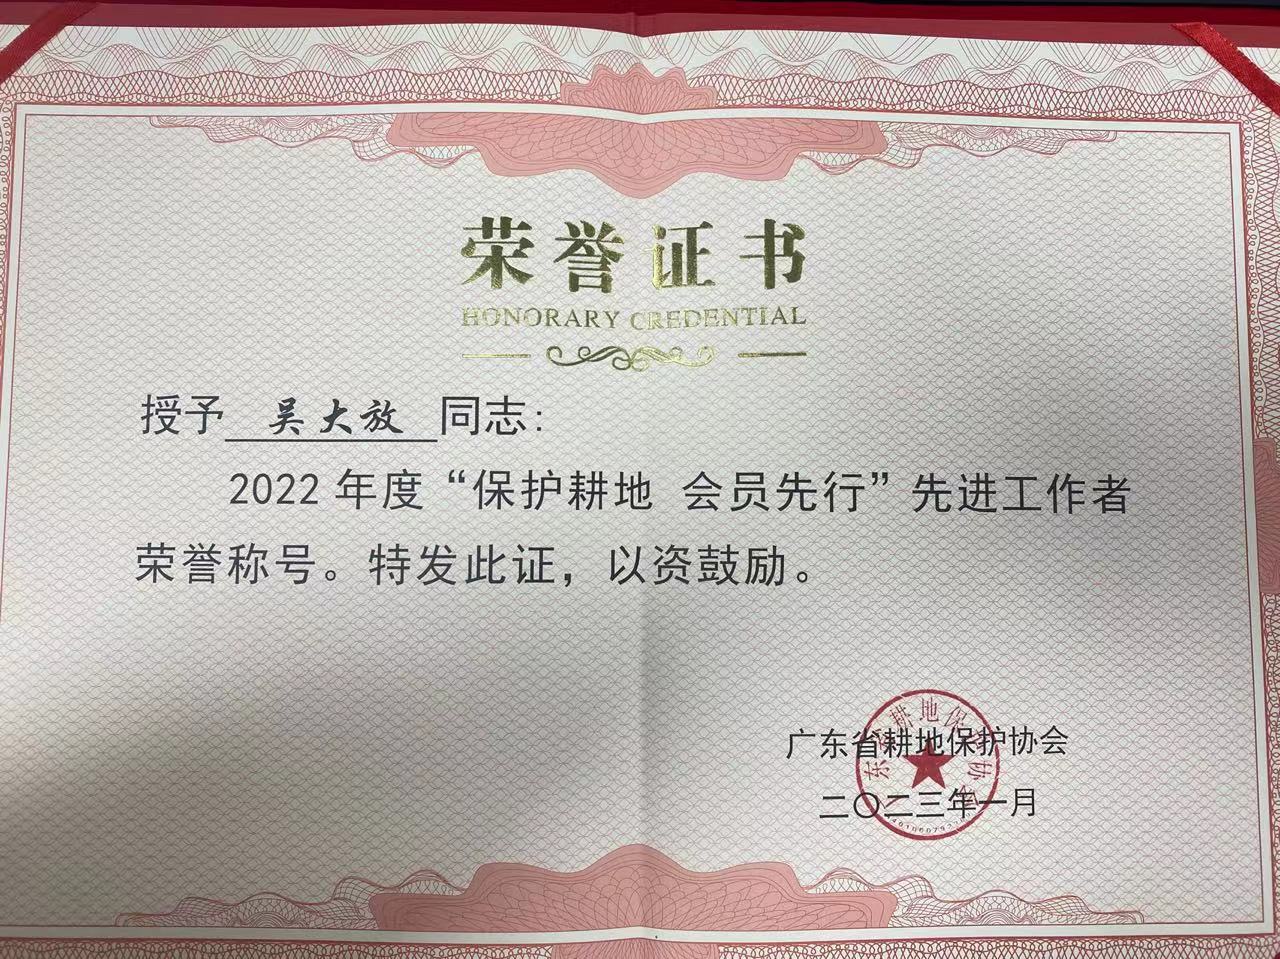 荣誉证书
HONORARY CREDENTIAL
授予 吴大放 同志:
2022 年度“保护耕地 会员先行”先进工作者
荣誉称号。特发此证，以资鼓励。
广东省耕地保护协会
二〇二三年一月